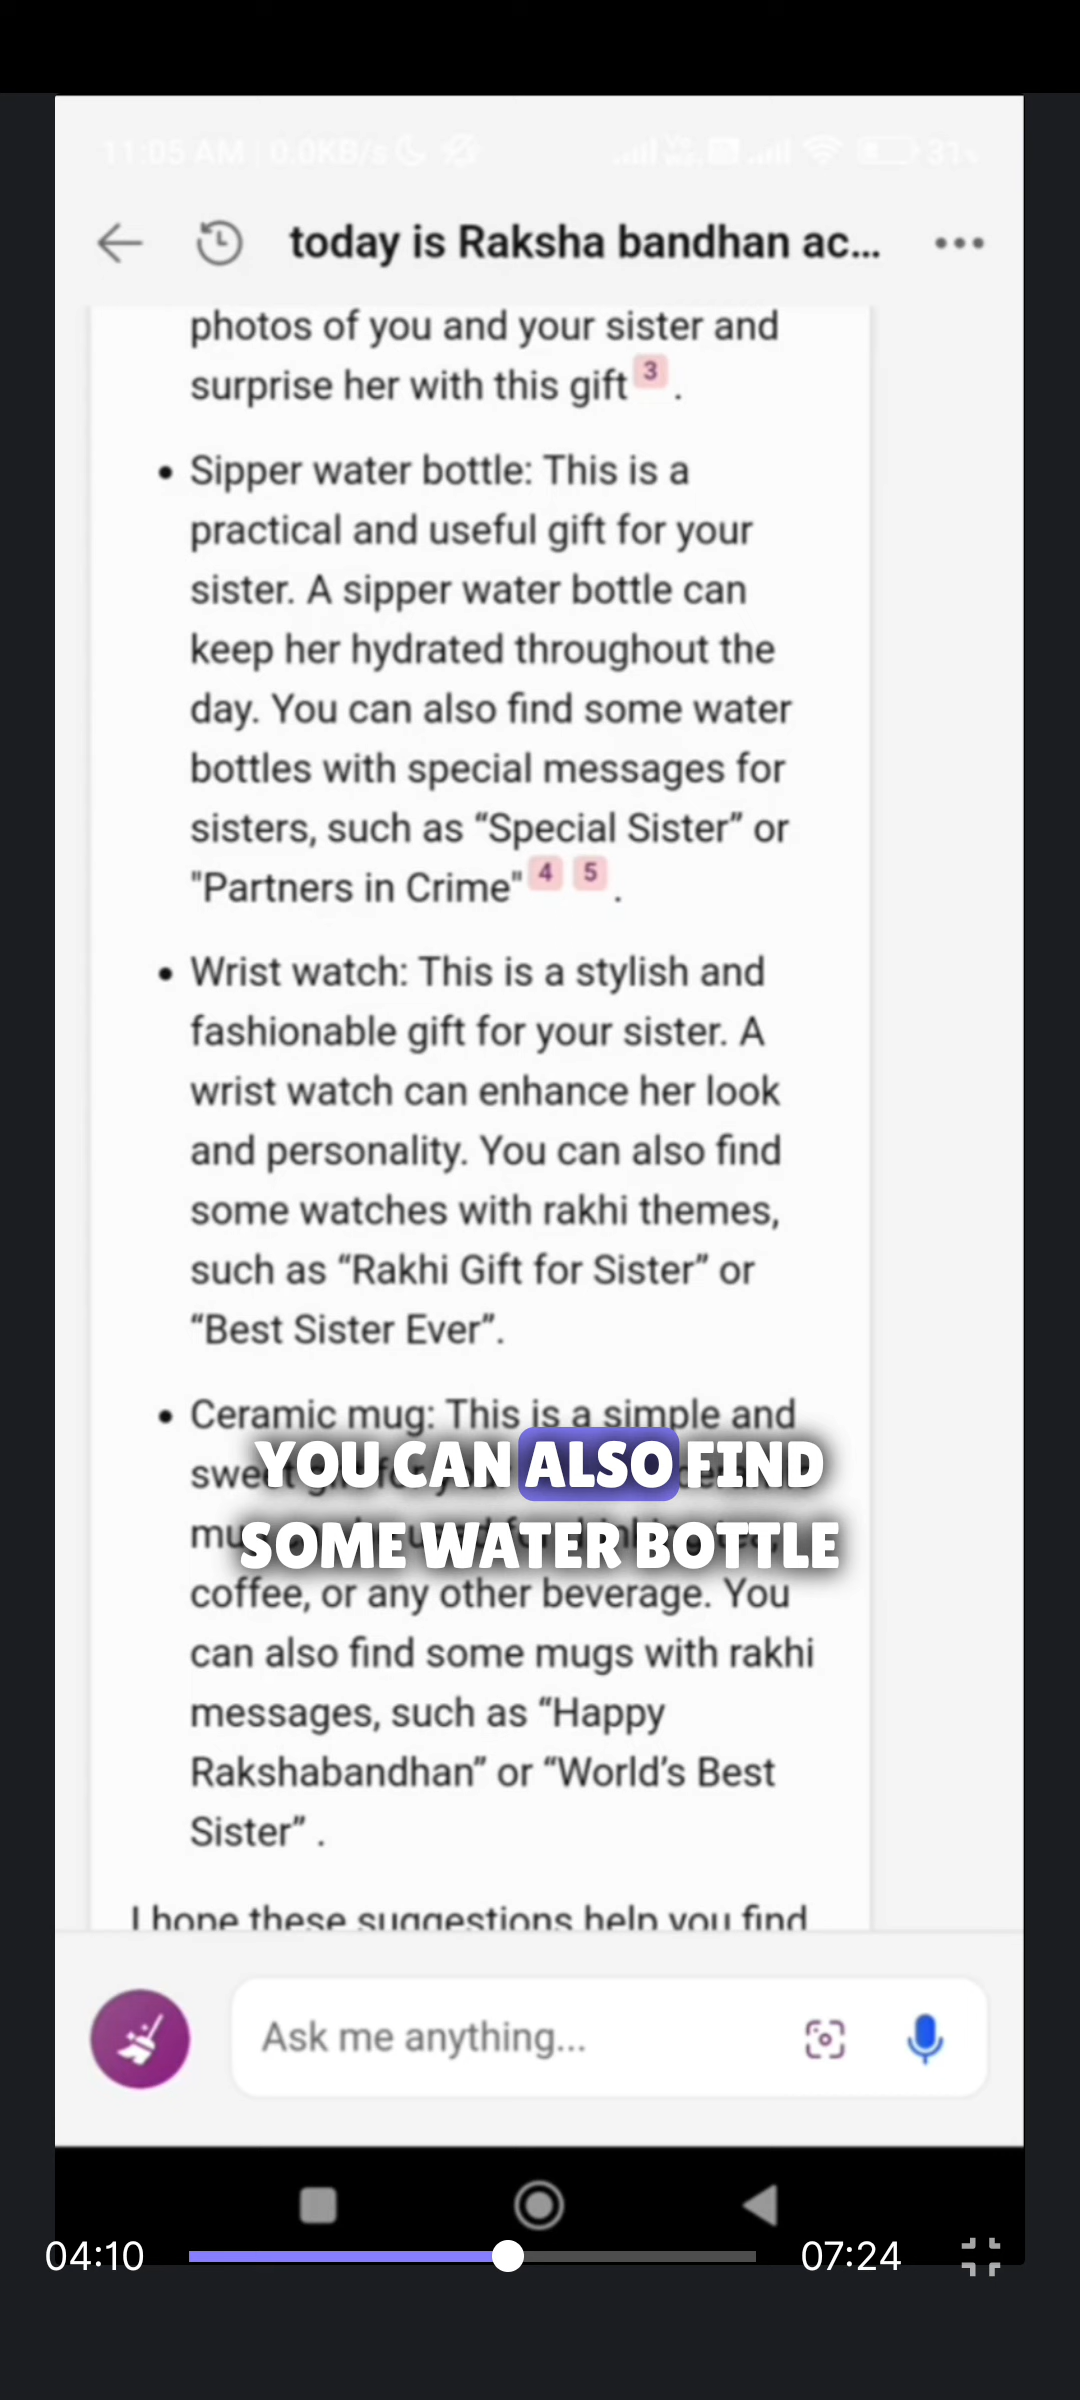 11:05 AM | 0.0KB/s
31
today is Raksha bandhan ac...
photos of you and your sister and
surprise her with this gift 3 .
• Sipper water bottle: This is a
practical and useful gift for your
sister. A sipper water bottle can
keep her hydrated throughout the
day. You can also find some water
bottles with special messages for
sisters, such as “Special Sister” or
"Partners in Crime" 4 5 .
• Wrist watch: This is a stylish and
fashionable gift for your sister. A
wrist watch can enhance her look
and personality. You can also find
some watches with rakhi themes,
such as “Rakhi Gift for Sister” or
“Best Sister Ever”.
• Ceramic mug: This is a simple and
YOU CAN ALSO FIND
SOME WATER BOTTLE
coffee, or any other beverage. You
can also find some mugs with rakhi
messages, such as “Happy
Rakshabandhan” or “World’s Best
Sister” .
I hope these suggestions help you find
Ask me anything...
04:10
07:24